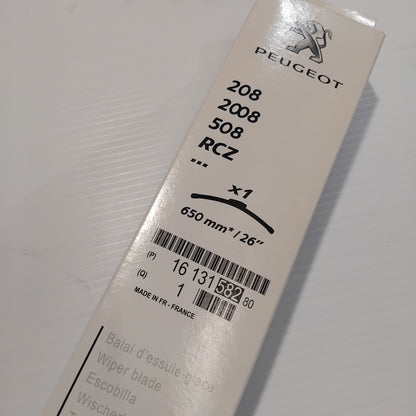 PEUGEOT
208
2008
508
RCZ
...
x1
650 mm* / 26"
(P) 16 131 582 80
(Q) 1
MADE IN FR - FRANCE
Balai d'essuie-glace
Wiper blade
Escobilla